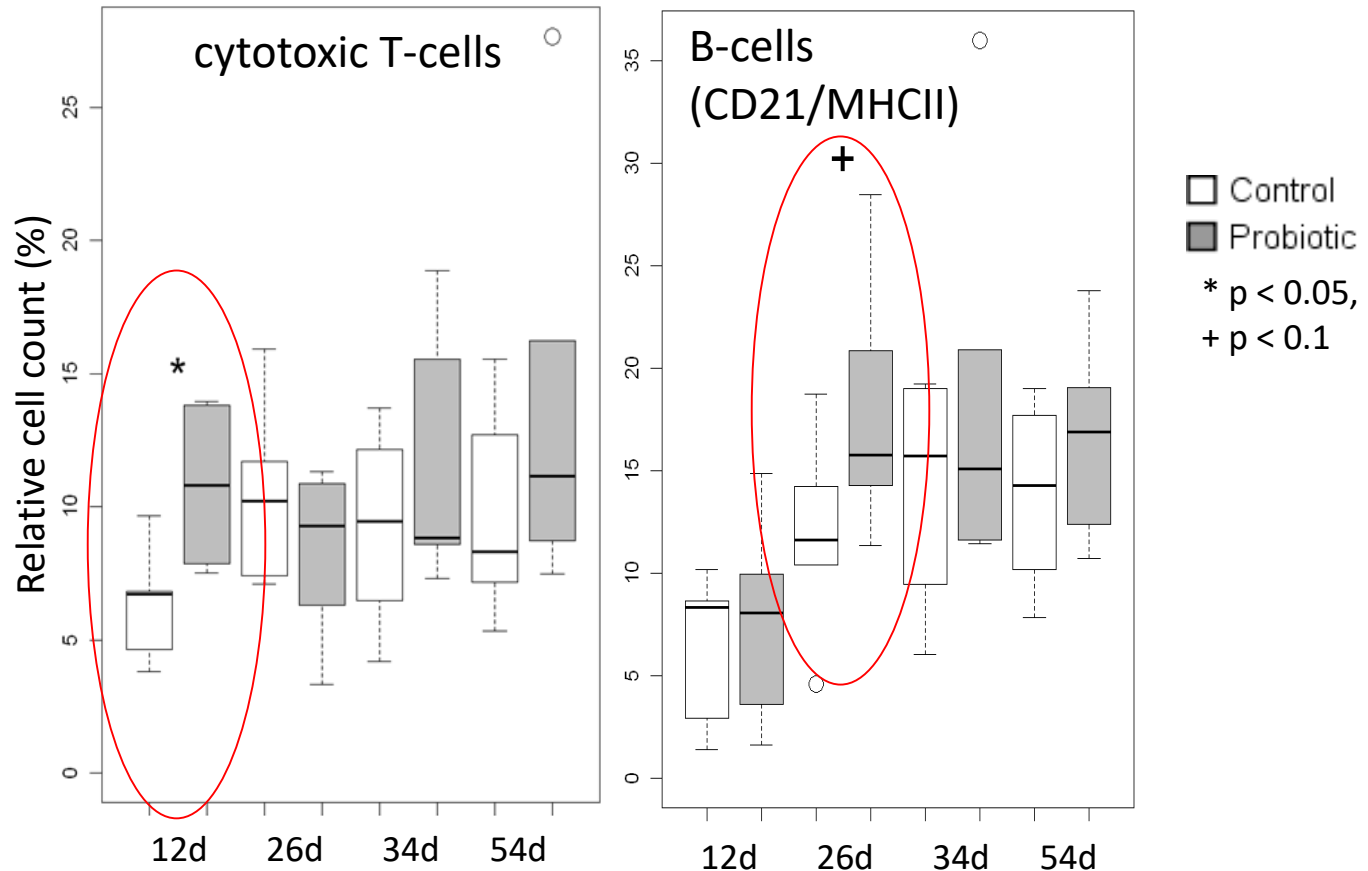 cytotoxic T-cells
B-cells
(CD21/MHCII)
+
*
Relative cell count (%)
25
20
15
10
5
0
12d 26d 34d 54d
35
30
25
20
15
10
5
0
12d 26d 34d 54d
Control
Probiotic
* p < 0.05,
+ p < 0.1